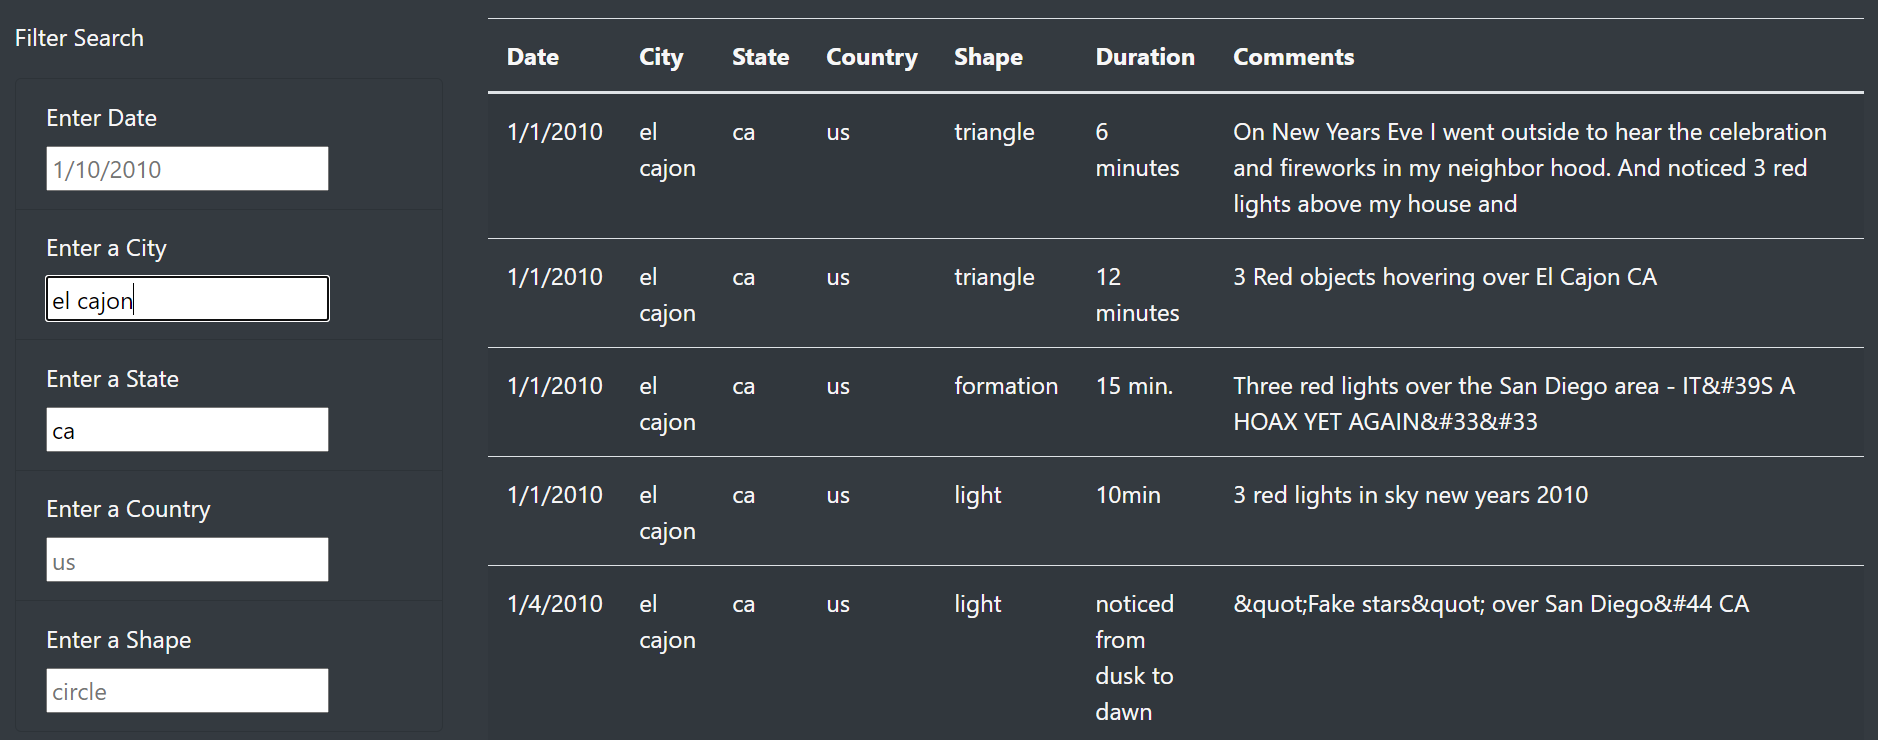 Filter Search
Enter Date
1/10/2010
Enter a City
el cajon
Enter a State
ca
Enter a Country
us
Enter a Shape
circle
Date City State Country Shape Duration Comments
1/1/2010 el ca us triangle 6 On New Years Eve I went outside to hear the celebration
cajon minutes and fireworks in my neighbor hood. And noticed 3 red
lights above my house and
1/1/2010 el ca us triangle 12 3 Red objects hovering over El Cajon CA
cajon minutes
1/1/2010 el ca us formation 15 min. Three red lights over the San Diego area - IT&#39S A
cajon HOAX YET AGAIN&#33&#33
1/1/2010 el ca us light 10min 3 red lights in sky new years 2010
cajon
1/4/2010 el ca us light noticed &quot;Fake stars&quot; over San Diego&#44 CA
cajon from
dusk to
dawn